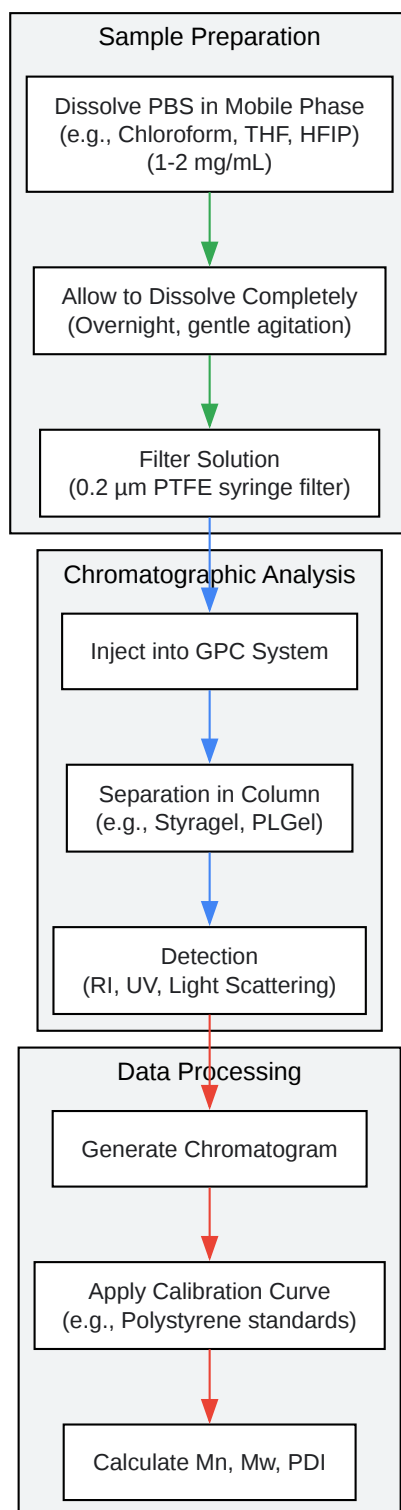 Sample Preparation
Dissolve PBS in Mobile Phase
(e.g., Chloroform, THF, HFIP)
(1-2 mg/mL)
Allow to Dissolve Completely
(Overnight, gentle agitation)
Filter Solution
(0.2 µm PTFE syringe filter)
Chromatographic Analysis
Inject into GPC System
Separation in Column
(e.g., Styragel, PLGel)
Detection
(RI, UV, Light Scattering)
Data Processing
Generate Chromatogram
Apply Calibration Curve
(e.g., Polystyrene standards)
Calculate Mn, Mw, PDI